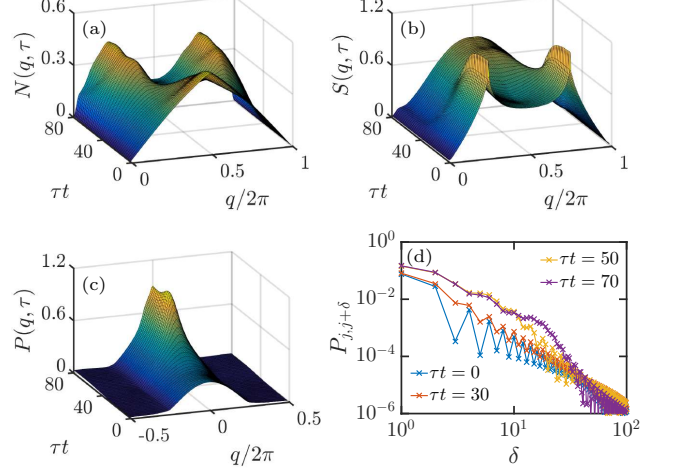 (a)
N(q, τ)
0.6
0.3
0
80
40
0
τt
0
0.5
1
q/2π
(b)
S(q, τ)
1.2
0.6
0
80
40
0
τt
0
0.5
1
q/2π
(c)
P(q, τ)
1.2
0.6
0
80
40
0
τt
-0.5
0
0.5
q/2π
(d)
P_{j,j+δ}
10^0
10^{-2}
10^{-4}
10^{-6}
τt = 50
τt = 70
τt = 0
τt = 30
10^0
10^1
10^2
δ